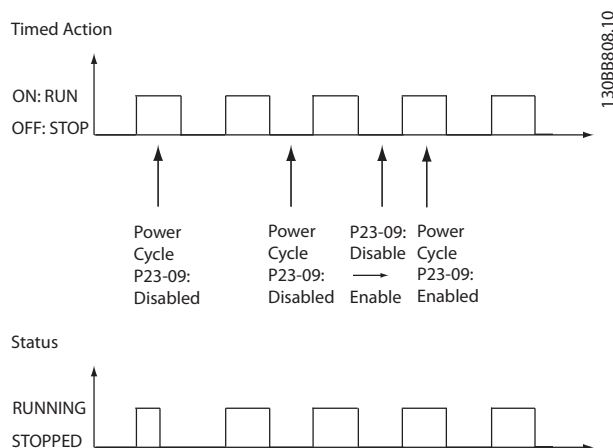 Timed Action
130BB808.10
ON: RUN
OFF: STOP
Power
Cycle
P23-09:
Disabled
Power
Cycle
P23-09:
Disabled
P23-09:
Disable
Enable
Power
Cycle
P23-09:
Enabled
Status
RUNNING
STOPPED